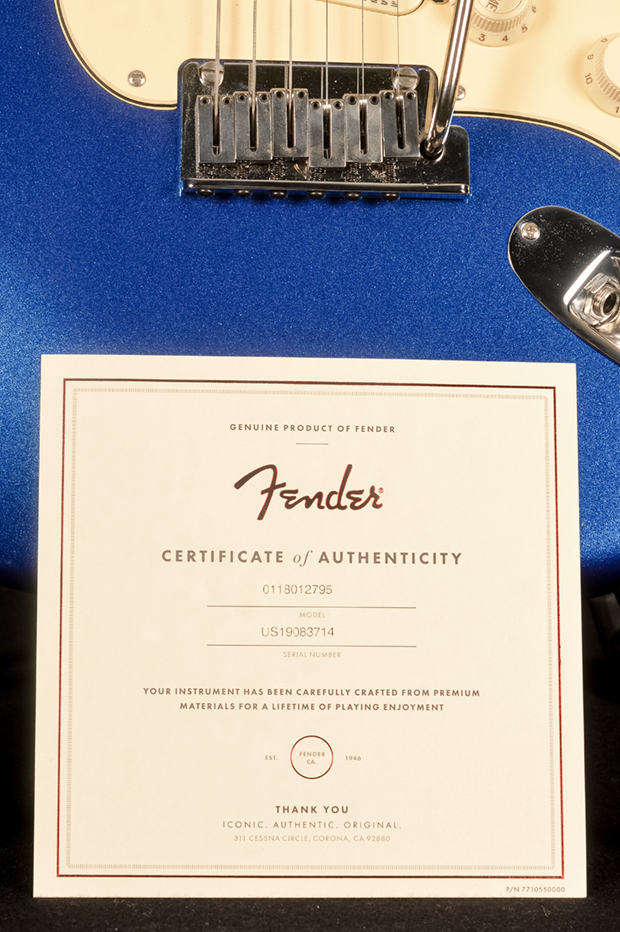 10
GENUINE PRODUCT OF FENDER
Fender®
CERTIFICATE of AUTHENTICITY
0118012795
MODEL
US19083714
SERIAL NUMBER
YOUR INSTRUMENT HAS BEEN CAREFULLY CRAFTED FROM PREMIUM
MATERIALS FOR A LIFETIME OF PLAYING ENJOYMENT
EST. FENDER CA. 1946
THANK YOU
ICONIC. AUTHENTIC. ORIGINAL.
311 CESSNA CIRCLE, CORONA, CA 92880
P/N 7710550000